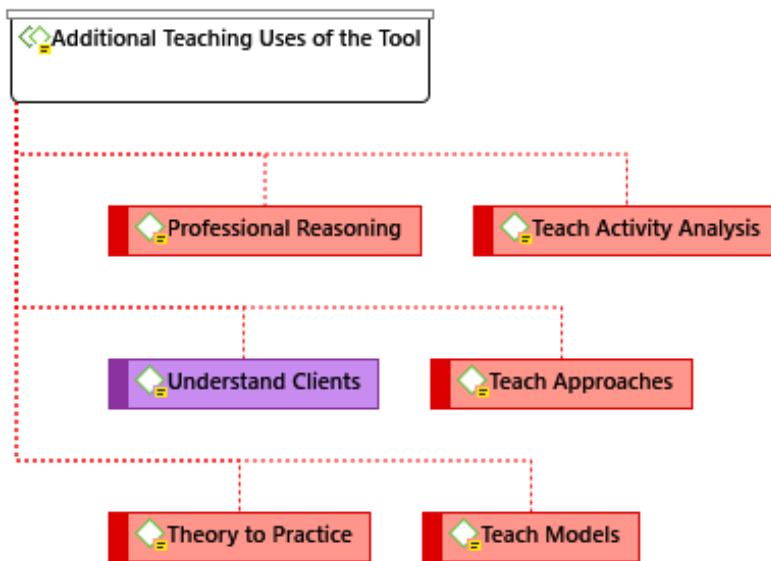 Additional Teaching Uses of the Tool
Professional Reasoning
Teach Activity Analysis
Understand Clients
Teach Approaches
Theory to Practice
Teach Models